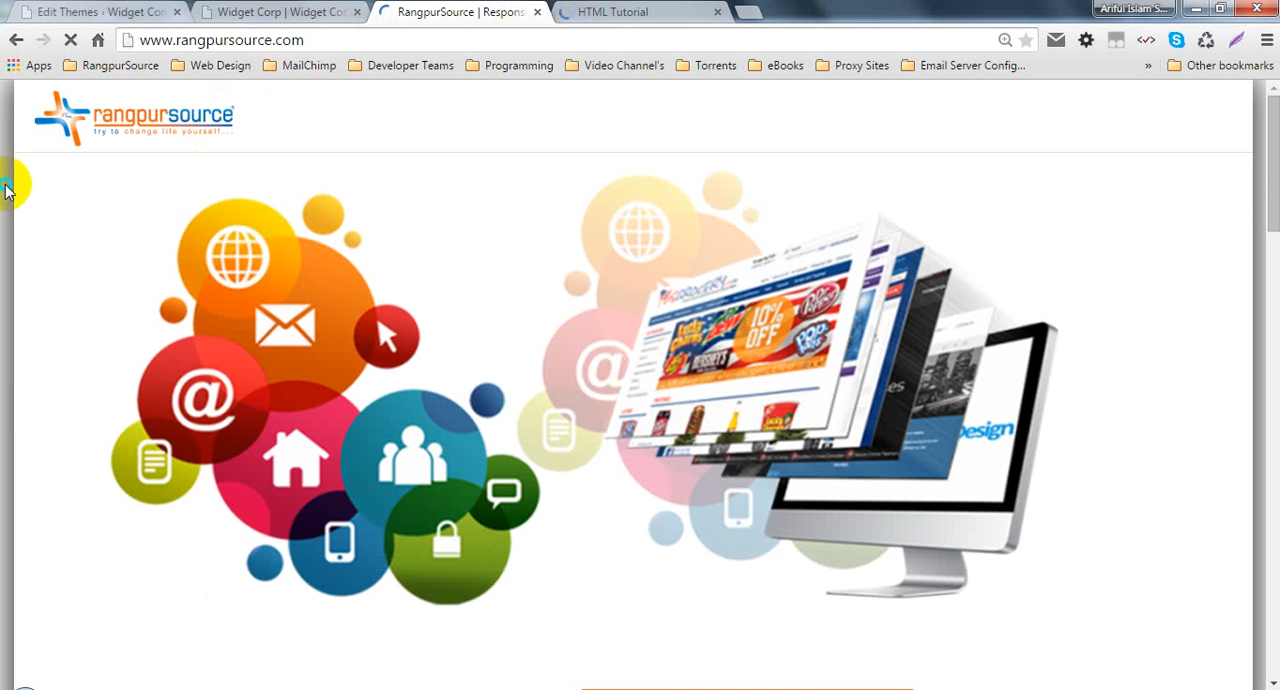 Edit Themes ‹ Widget Cor
Widget Corp | Widget Co
RangpurSource | Respons
HTML Tutorial
Ariful Islam S...
www.rangpursource.com
Apps
RangpurSource
Web Design
MailChimp
Developer Teams
Programming
Video Channel's
Torrents
eBooks
Proxy Sites
Email Server Config...
»
Other bookmarks
rangpursource
try to change life yourself...
@
@
10%
OFF
HERSHEY'S
Design